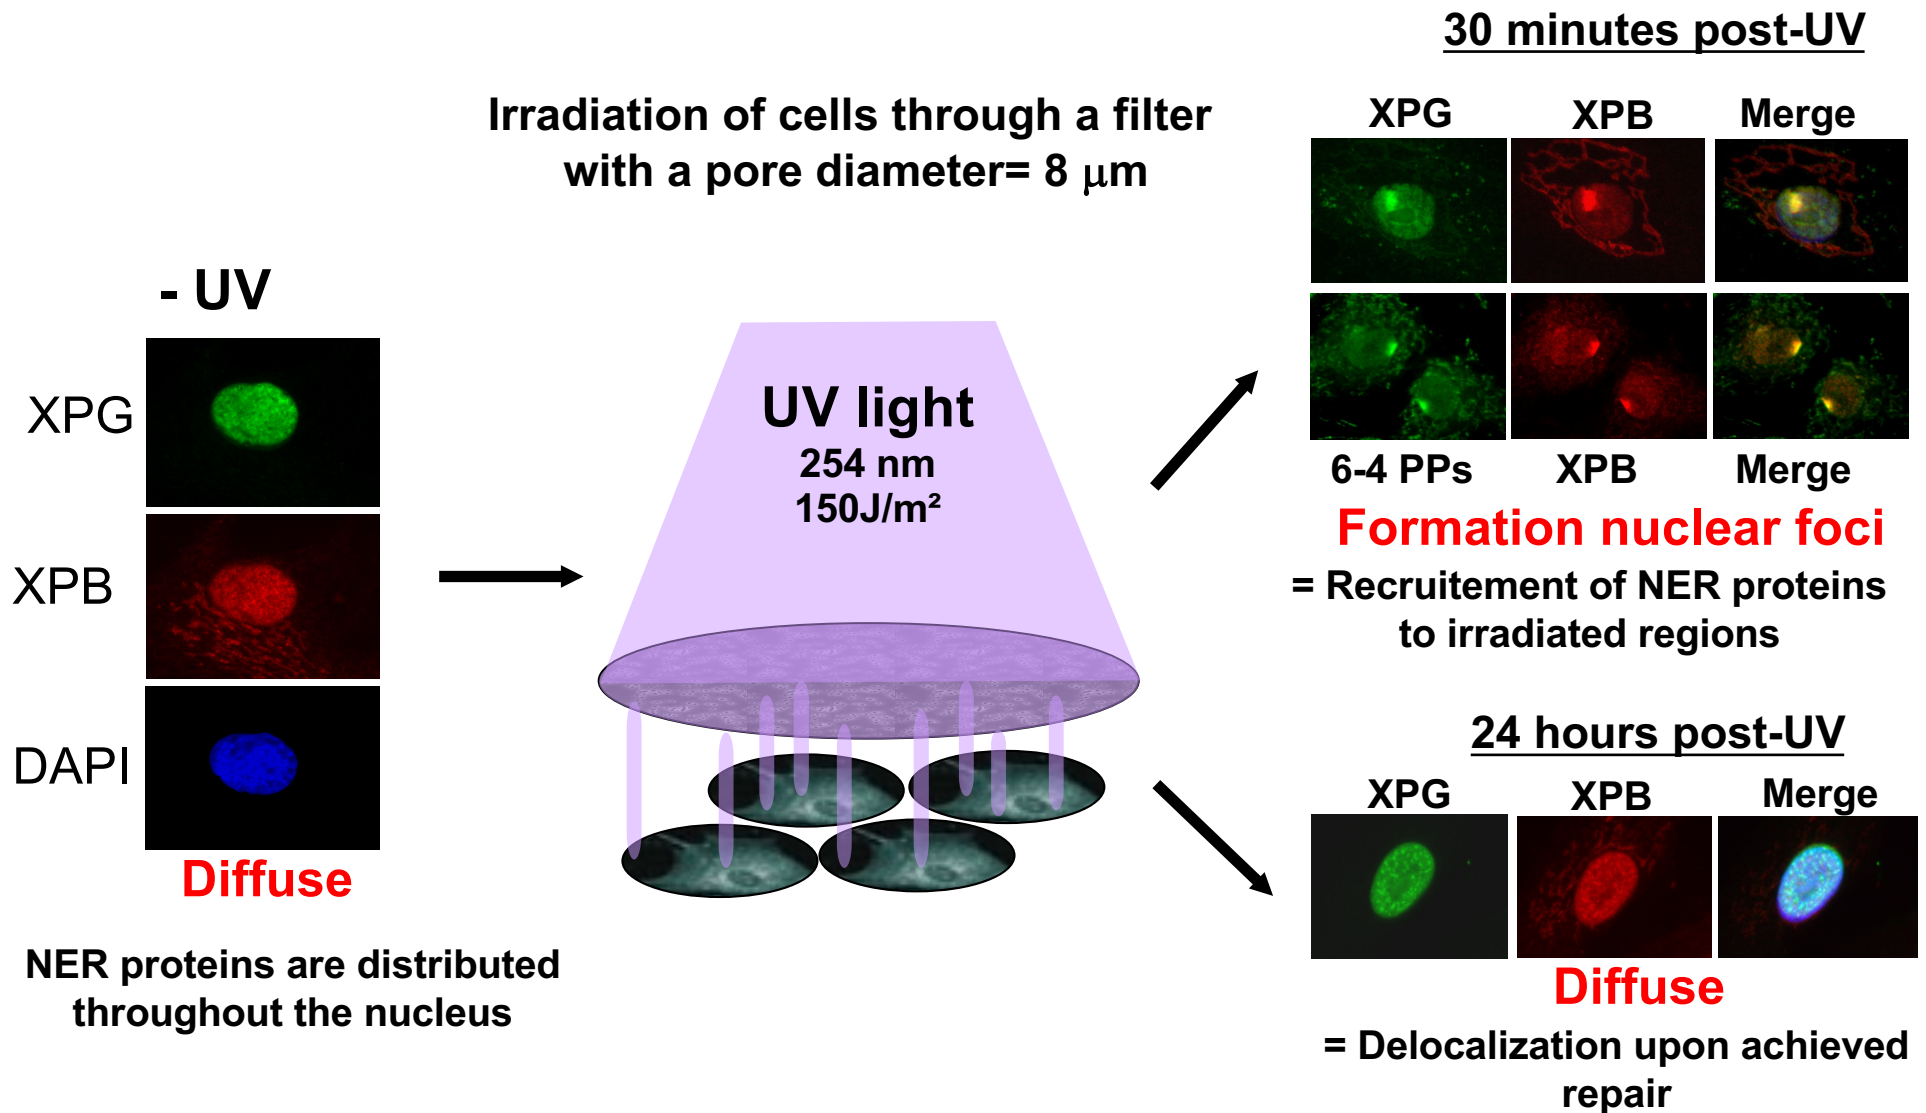 - UV
XPG
XPB
DAPI
Diffuse
NER proteins are distributed
throughout the nucleus
Irradiation of cells through a filter
with a pore diameter= 8 μm
UV light
254 nm
150J/m²
30 minutes post-UV
XPG XPB Merge
6-4 PPs XPB Merge
Formation nuclear foci
= Recruitement of NER proteins
to irradiated regions
24 hours post-UV
XPG XPB Merge
Diffuse
= Delocalization upon achieved
repair